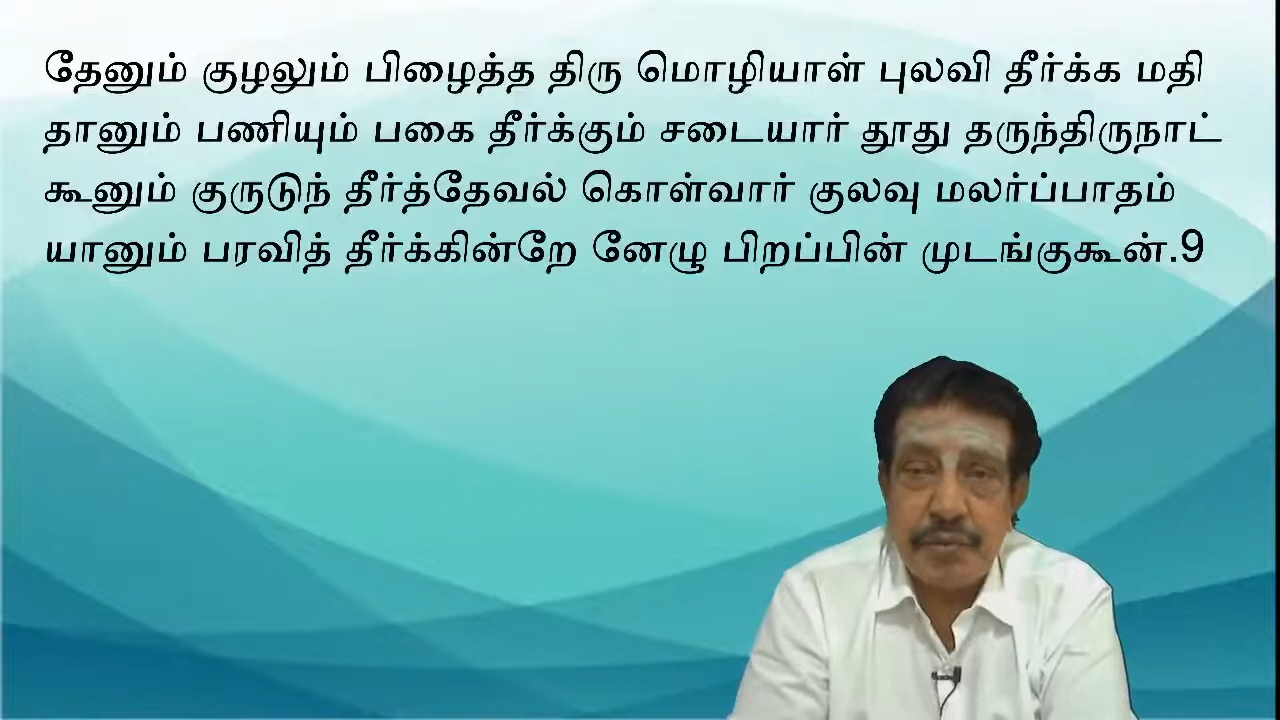 தேனும் குழலும் பிழைத்த திரு மொழியாள் புலவி தீர்க்க மதி
தானும் பணியும் பகை தீர்க்கும் சடையார் தூது தருந்திருநாட்
கூனும் குருடுந் தீர்த்தேவல் கொள்வார் குலவு மலர்ப்பாதம்
யானும் பரவித் தீர்க்கின்றே னேழு பிறப்பின் முடங்குகூன்.9